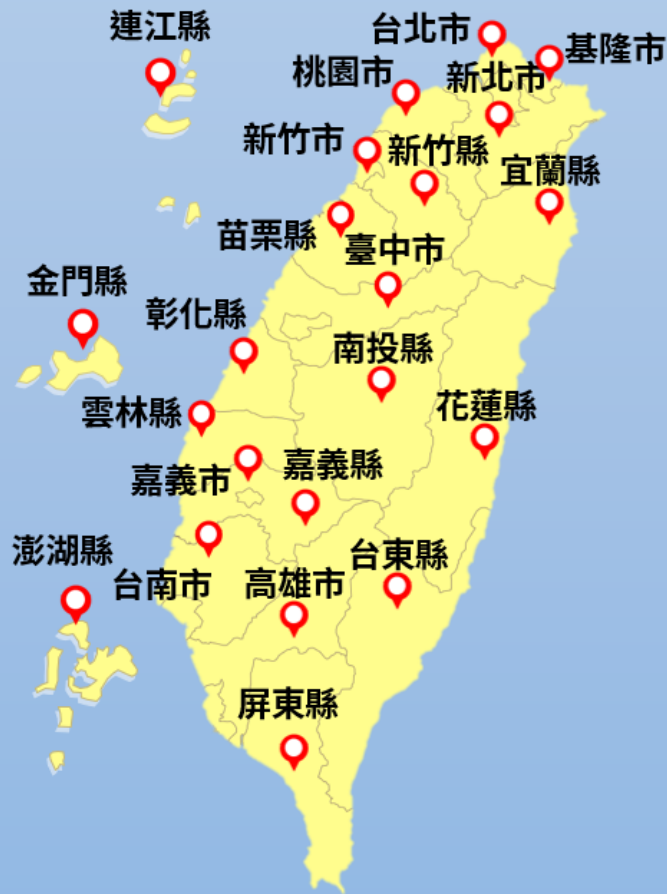 連江縣
台北市
基隆市
桃園市
新北市
新竹市
新竹縣
宜蘭縣
苗栗縣
臺中市
金門縣
彰化縣
南投縣
雲林縣
花蓮縣
嘉義市
嘉義縣
澎湖縣
台東縣
台南市
高雄市
屏東縣